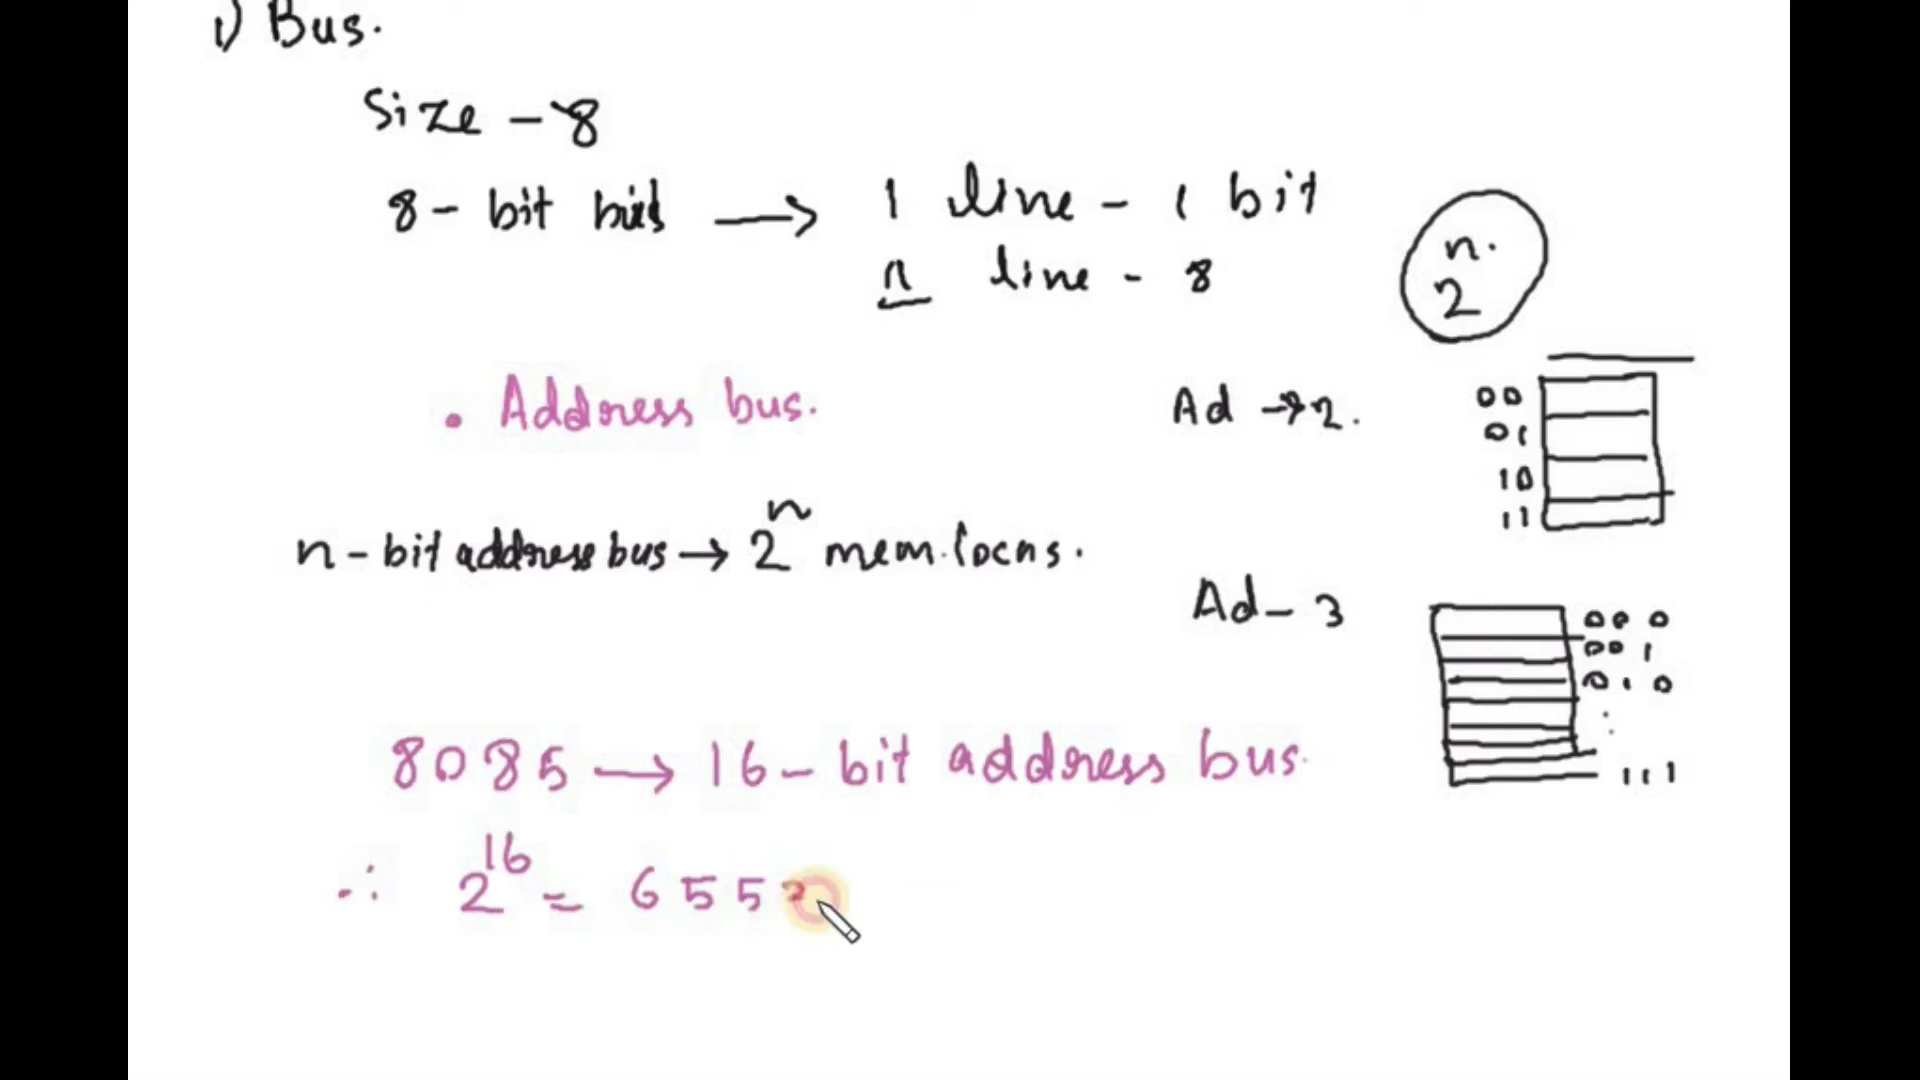 1) Bus.
Size - 8
8 - bit → 1 line - 1 bit
n line - 8
n.
2
• Address bus.
Ad → 2.
00
01
10
11
n - bit address bus → 2^n mem. locns.
Ad - 3
000
001
010
111
8085 → 16 - bit address bus.
∴ 2^16 = 655